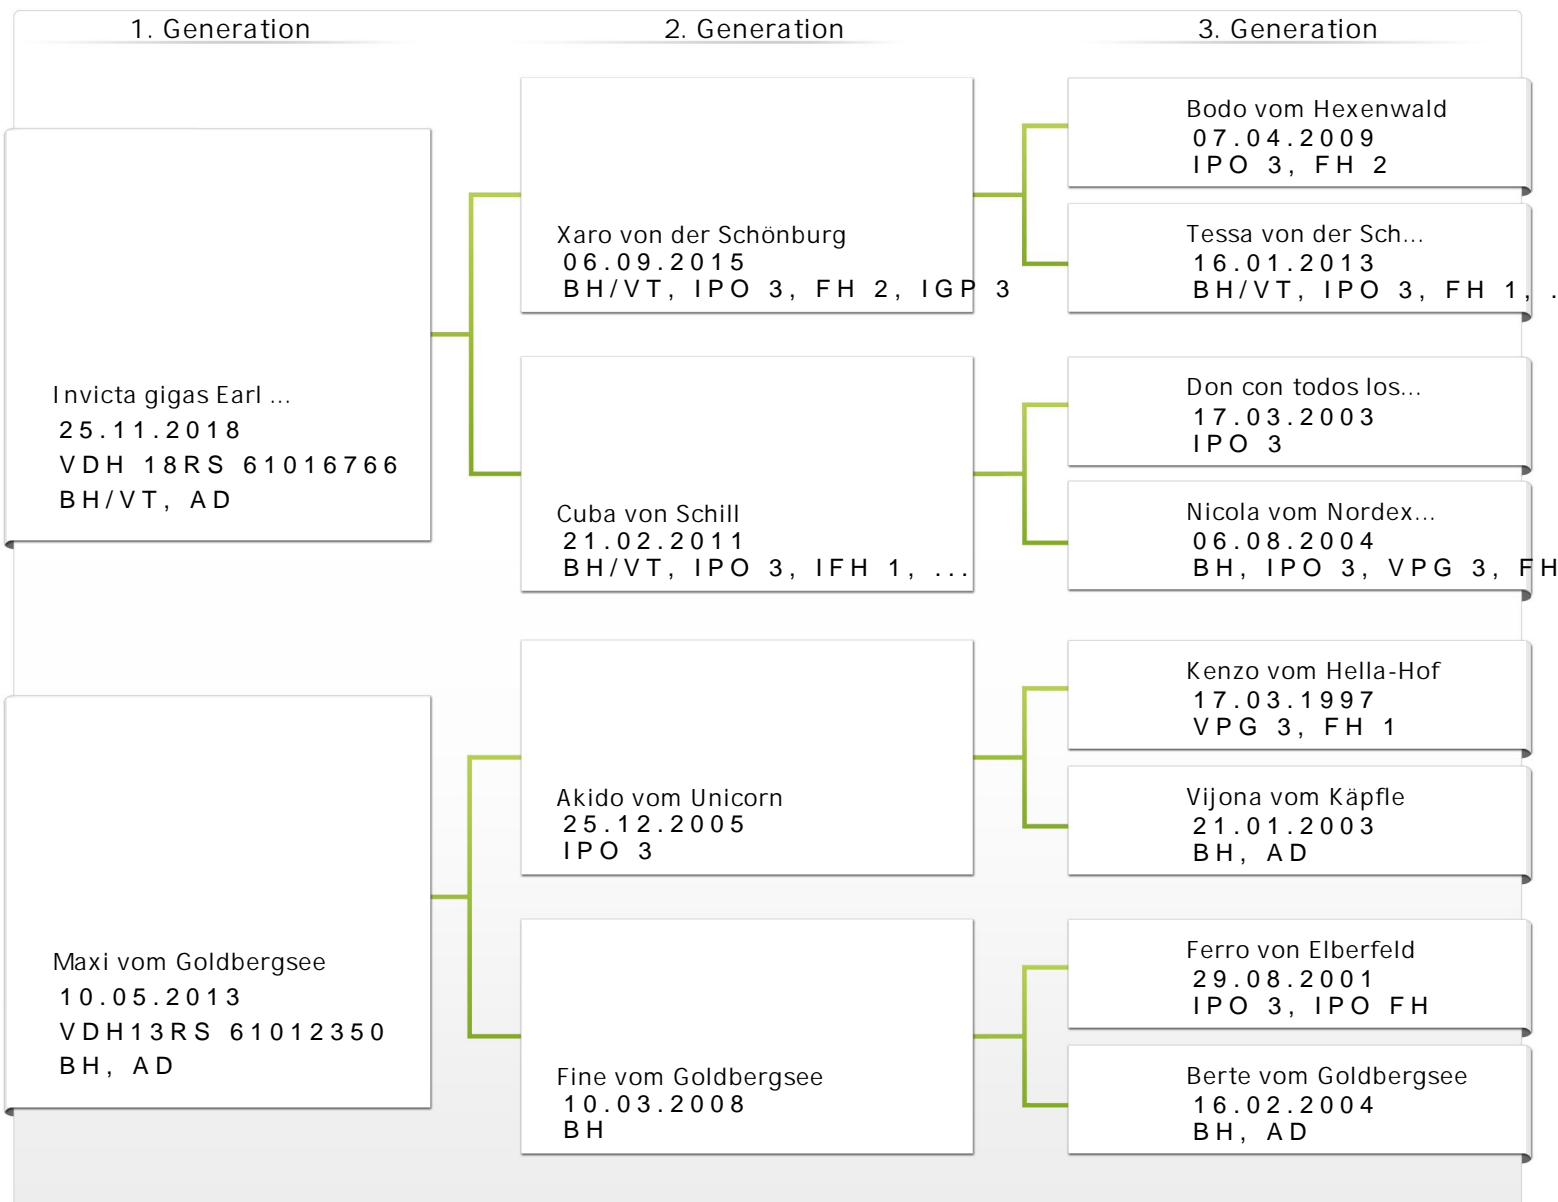 1. Generation
2. Generation
3. Generation
Invicta gigas Earl ...
25.11.2018
VDH 18RS 61016766
BH/VT, AD
Xaro von der Schönburg
06.09.2015
BH/VT, IPO 3, FH 2, IGP 3
Bodo vom Hexenwald
07.04.2009
IPO 3, FH 2
Tessa von der Sch...
16.01.2013
BH/VT, IPO 3, FH 1, .
Cuba von Schill
21.02.2011
BH/VT, IPO 3, IFH 1, ...
Don con todos los...
17.03.2003
IPO 3
Nicola vom Nordex...
06.08.2004
BH, IPO 3, VPG 3, FH
Maxi vom Goldbergsee
10.05.2013
VDH13RS 61012350
BH, AD
Akido vom Unicorn
25.12.2005
IPO 3
Kenzo vom Hella-Hof
17.03.1997
VPG 3, FH 1
Vijona vom Käpfle
21.01.2003
BH, AD
Fine vom Goldbergsee
10.03.2008
BH
Ferro von Elberfeld
29.08.2001
IPO 3, IPO FH
Berte vom Goldbergsee
16.02.2004
BH, AD